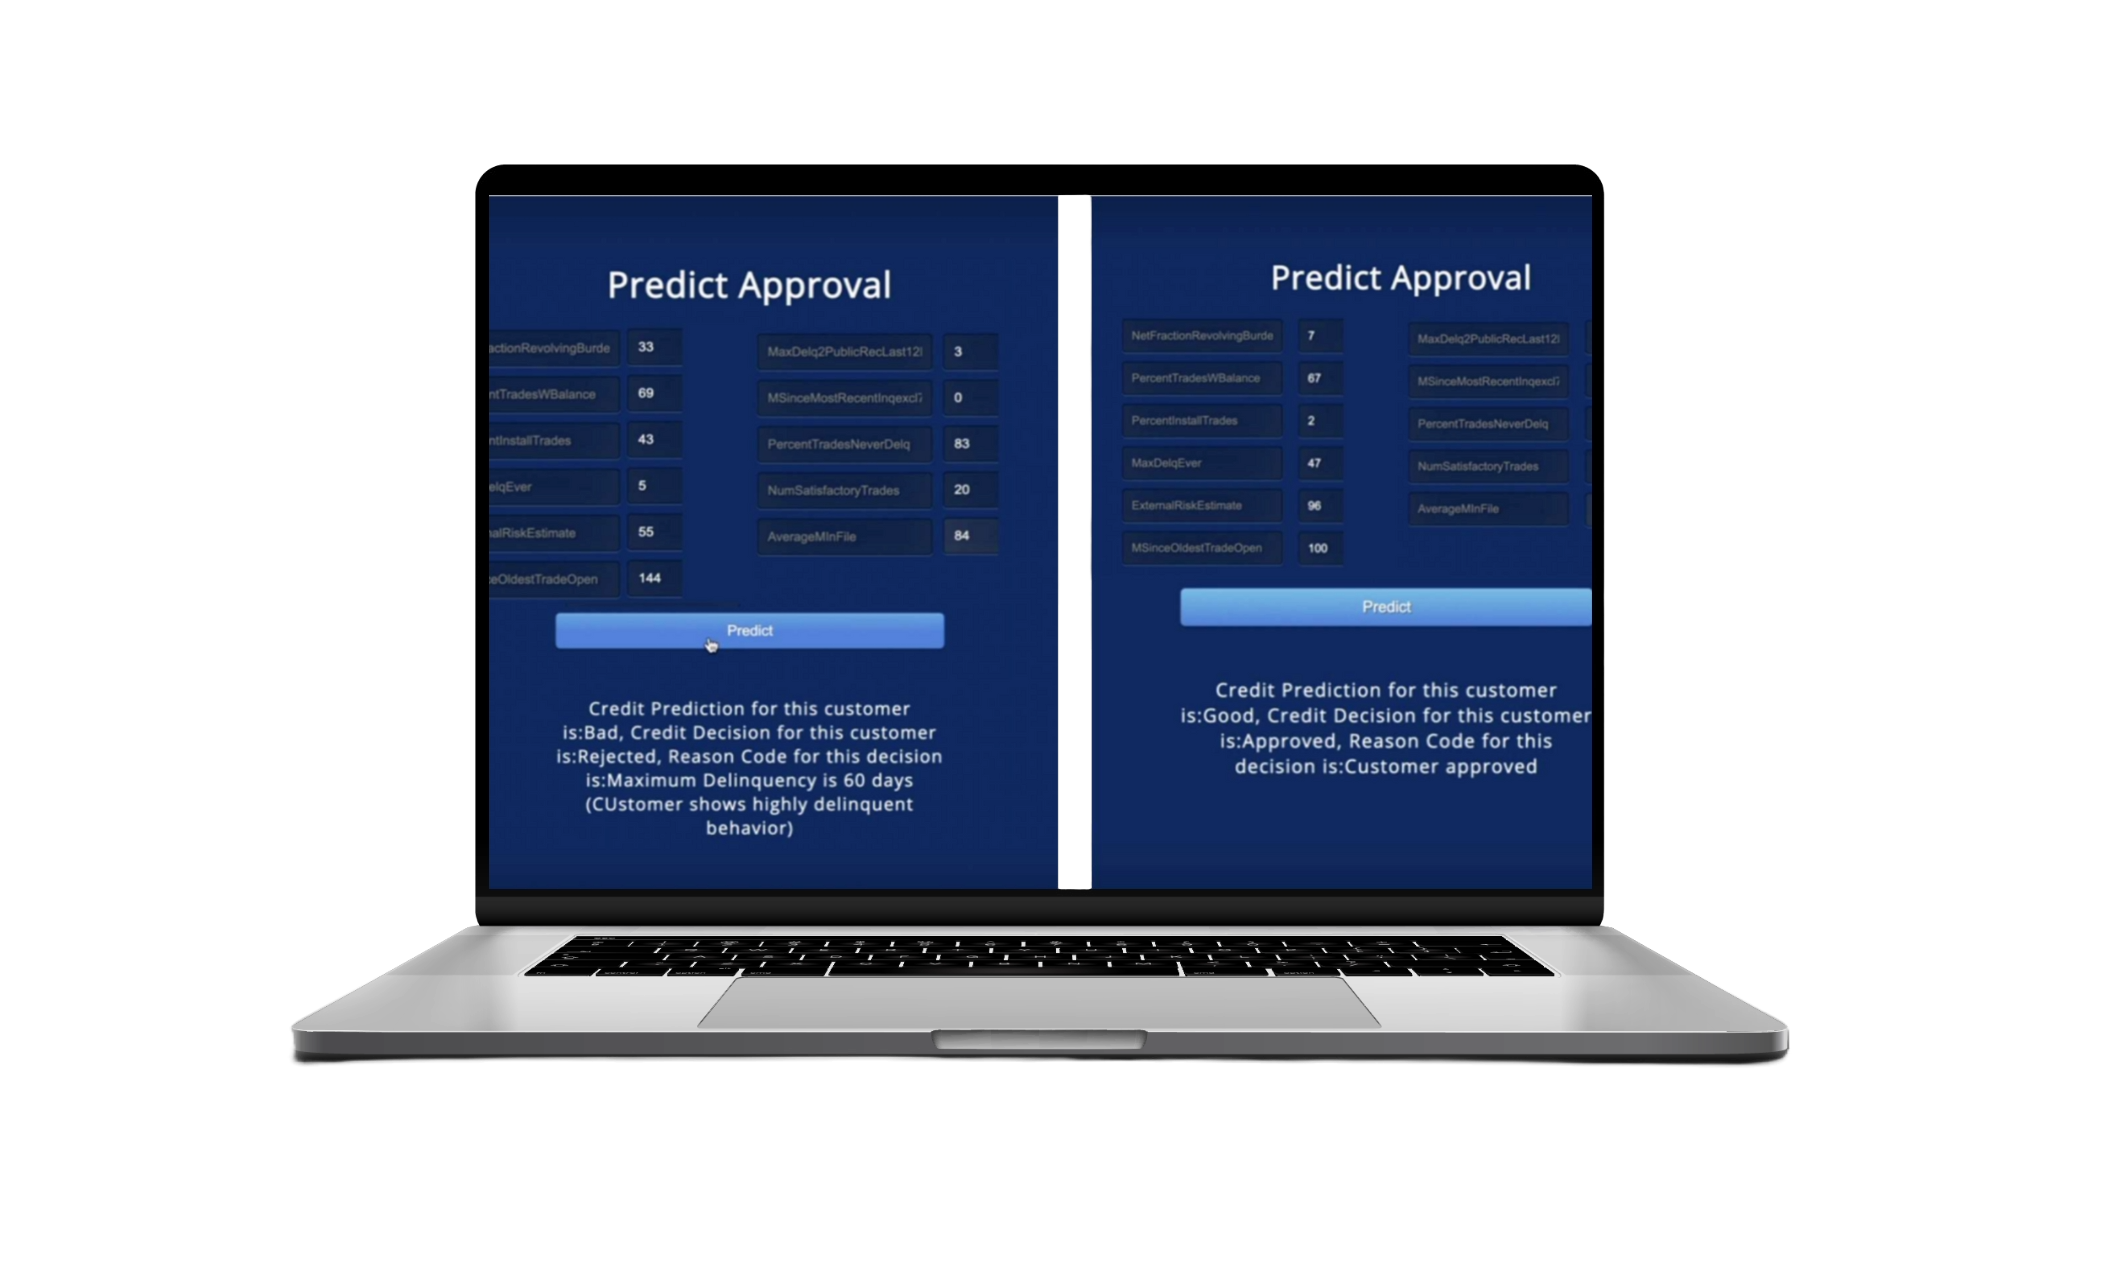 Predict Approval
actionRevolvingBurde 33
ntTradesWBalance 69
ntInstallTrades 43
elqEver 5
alRiskEstimate 55
eOldestTradeOpen 144
MaxDelq2PublicRecLast12 3
MSinceMostRecentInqexcl7 0
PercentTradesNeverDelq 83
NumSatisfactoryTrades 20
AverageMInFile 84
Predict
Credit Prediction for this customer
is:Bad, Credit Decision for this customer
is:Rejected, Reason Code for this decision
is:Maximum Delinquency is 60 days
(CUstomer shows highly delinquent
behavior)
Predict Approval
NetFractionRevolvingBurde 7
PercentTradesWBalance 67
PercentInstallTrades 2
MaxDelqEver 47
ExternalRiskEstimate 96
MSinceOldestTradeOpen 100
MaxDelq2PublicRecLast12
MSinceMostRecentInqexcl7
PercentTradesNeverDelq
NumSatisfactoryTrades
AverageMInFile
Predict
Credit Prediction for this customer
is:Good, Credit Decision for this customer
is:Approved, Reason Code for this
decision is:Customer approved